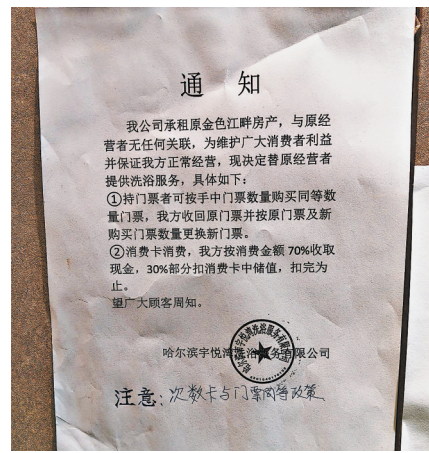 通 知
我公司承租原金色江畔房产，与原经
营者无任何关联，为维护广大消费者利益
并保证我方正常经营，现决定替原经营者
提供洗浴服务，具体如下：
①持门票者可按手中门票数量购买同等数
量门票，我方收回原门票并按原门票及新
购买门票数量更换新门票。
②消费卡消费，我方按消费金额 70%收取
现金，30%部分扣消费卡中储值，扣完为
止。
望广大顾客周知。
哈尔滨宇悦湾洗浴服务有限公司
注意：次数卡与门票同等政策